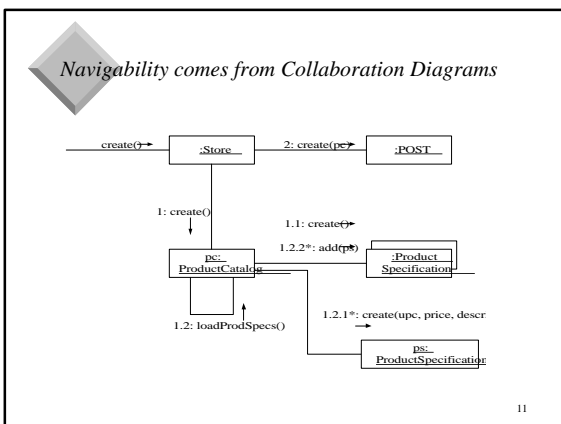 Navigability comes from Collaboration Diagrams
create()
:Store
2: create(pc)
:POST
1: create()
1.1: create()
1.2.2*: add(ps)
pc:
ProductCatalog
:Product
Specification
1.2: loadProdSpecs()
1.2.1*: create(upc, price, descr
ps:
ProductSpecification
11